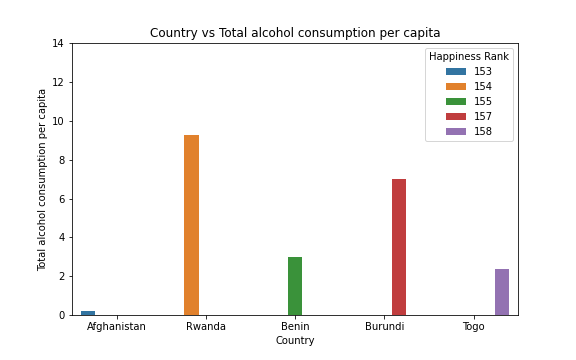 Country vs Total alcohol consumption per capita
Total alcohol consumption per capita
14
12
10
8
6
4
2
0
Happiness Rank
153
154
155
157
158
Afghanistan Rwanda Benin Burundi Togo
Country